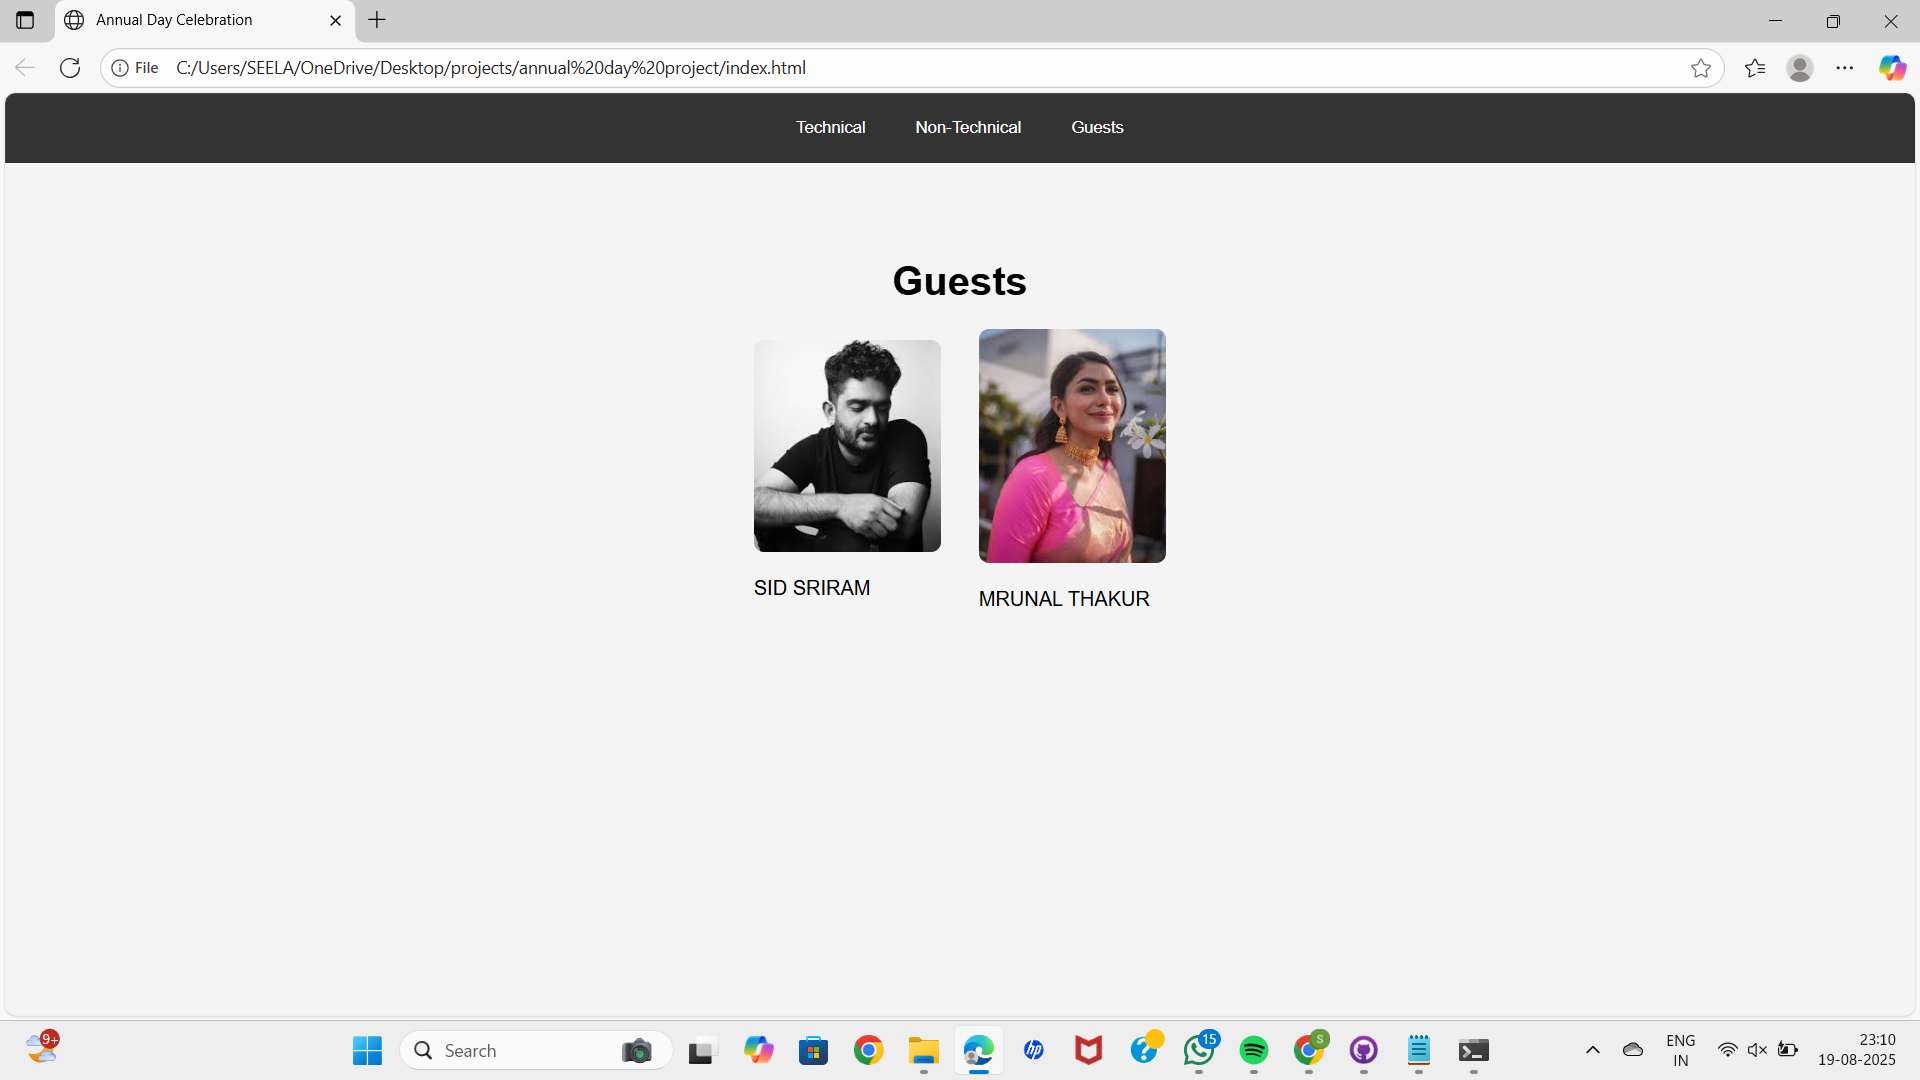 Annual Day Celebration
File C:/Users/SEELA/OneDrive/Desktop/projects/annual%20day%20project/index.html
Technical Non-Technical Guests
Guests
SID SRIRAM
MRUNAL THAKUR
9+
Search
hp
15
S
ENG
IN
23:10
19-08-2025